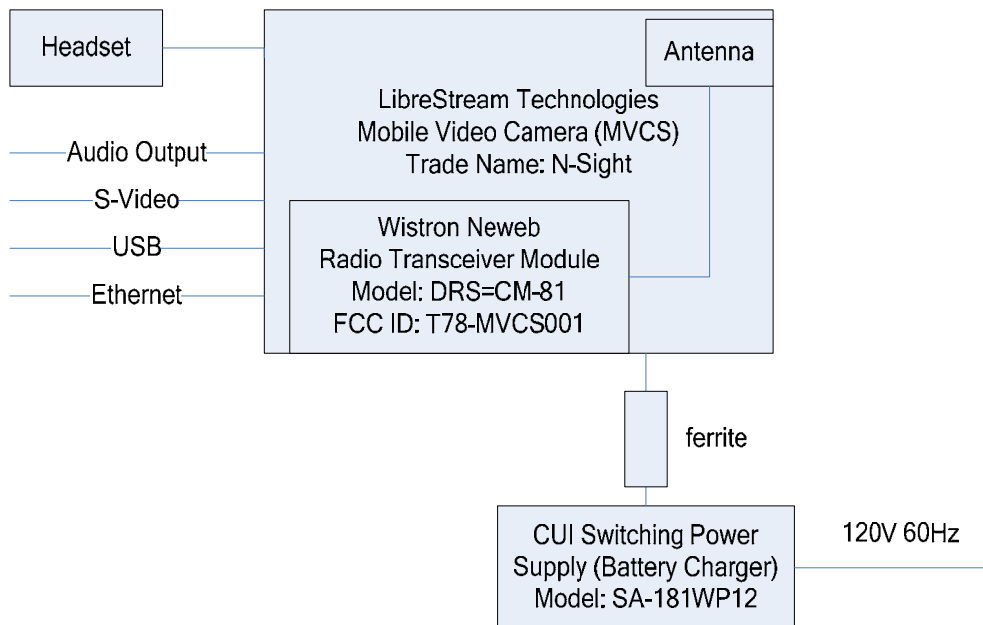 Headset
Antenna
LibreStream Technologies
Mobile Video Camera (MVCS)
Trade Name: N-Sight
Audio Output
S-Video
USB
Ethernet
Wistron Neweb
Radio Transceiver Module
Model: DRS=CM-81
FCC ID: T78-MVCS001
ferrite
CUI Switching Power
Supply (Battery Charger)
Model: SA-181WP12
120V 60Hz